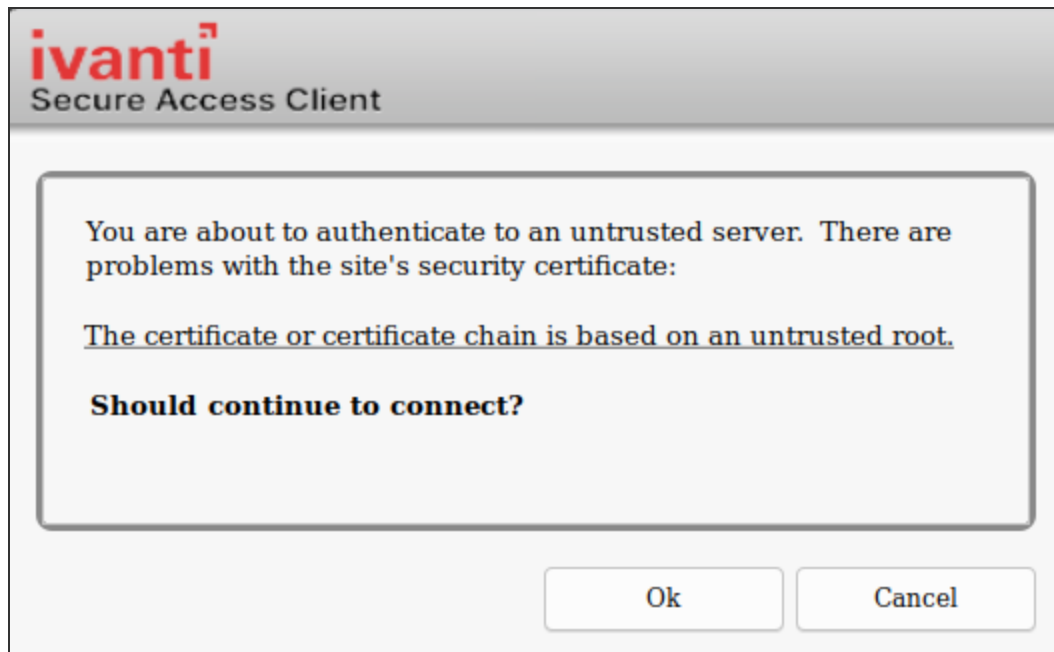 ivanti
Secure Access Client
You are about to authenticate to an untrusted server.  There are
problems with the site's security certificate:
The certificate or certificate chain is based on an untrusted root.
Should continue to connect?
Ok
Cancel